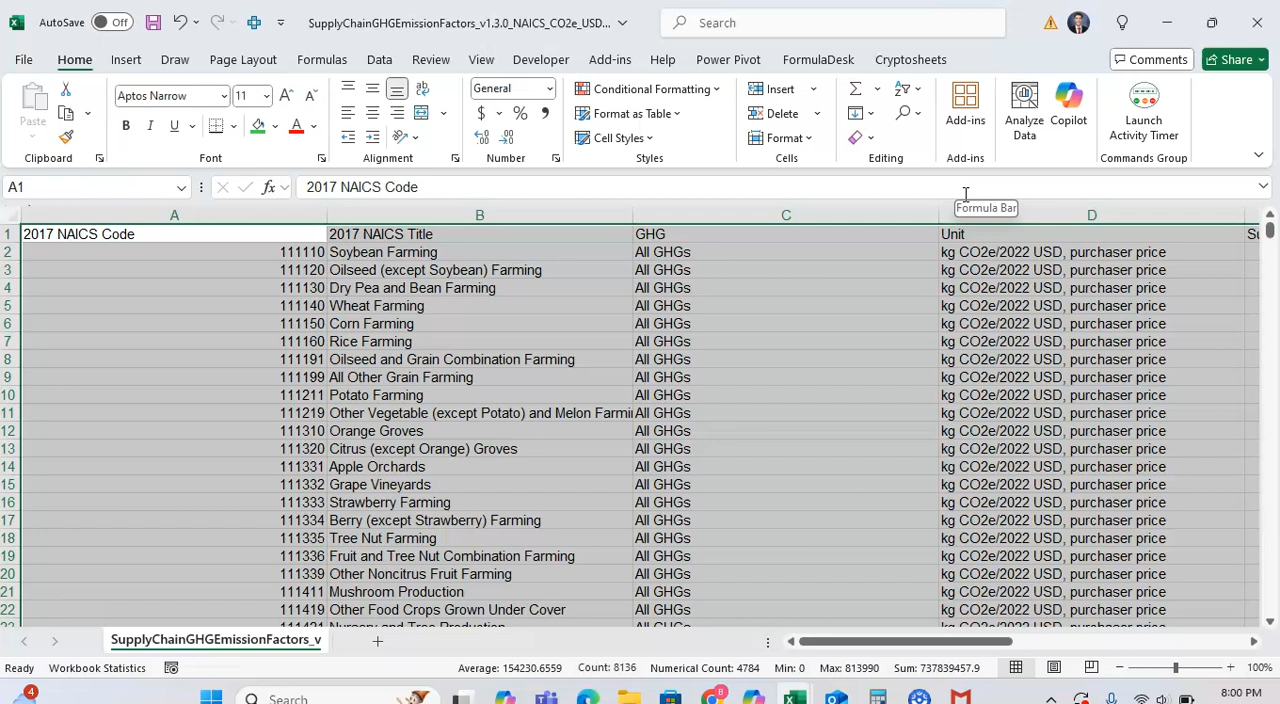 AutoSave Off SupplyChainGHGEmissionFactors_v1.3.0_NAICS_CO2e_USD... Search
File Home Insert Draw Page Layout Formulas Data Review View Developer Add-ins Help Power Pivot FormulaDesk Cryptosheets Comments Share
Paste
Clipboard
Aptos Narrow 11
B I U
Font
Alignment
General
$ % ,
Number
Conditional Formatting
Format as Table
Cell Styles
Styles
Insert
Delete
Format
Cells
Editing
Add-ins
Add-ins
Analyze Data
Copilot
Launch Activity Timer
Commands Group
A1 fx 2017 NAICS Code
Formula Bar
A B C D
1 2017 NAICS Code 2017 NAICS Title GHG Unit Su
2 111110 Soybean Farming All GHGs kg CO2e/2022 USD, purchaser price
3 111120 Oilseed (except Soybean) Farming All GHGs kg CO2e/2022 USD, purchaser price
4 111130 Dry Pea and Bean Farming All GHGs kg CO2e/2022 USD, purchaser price
5 111140 Wheat Farming All GHGs kg CO2e/2022 USD, purchaser price
6 111150 Corn Farming All GHGs kg CO2e/2022 USD, purchaser price
7 111160 Rice Farming All GHGs kg CO2e/2022 USD, purchaser price
8 111191 Oilseed and Grain Combination Farming All GHGs kg CO2e/2022 USD, purchaser price
9 111199 All Other Grain Farming All GHGs kg CO2e/2022 USD, purchaser price
10 111211 Potato Farming All GHGs kg CO2e/2022 USD, purchaser price
11 111219 Other Vegetable (except Potato) and Melon Farmi All GHGs kg CO2e/2022 USD, purchaser price
12 111310 Orange Groves All GHGs kg CO2e/2022 USD, purchaser price
13 111320 Citrus (except Orange) Groves All GHGs kg CO2e/2022 USD, purchaser price
14 111331 Apple Orchards All GHGs kg CO2e/2022 USD, purchaser price
15 111332 Grape Vineyards All GHGs kg CO2e/2022 USD, purchaser price
16 111333 Strawberry Farming All GHGs kg CO2e/2022 USD, purchaser price
17 111334 Berry (except Strawberry) Farming All GHGs kg CO2e/2022 USD, purchaser price
18 111335 Tree Nut Farming All GHGs kg CO2e/2022 USD, purchaser price
19 111336 Fruit and Tree Nut Combination Farming All GHGs kg CO2e/2022 USD, purchaser price
20 111339 Other Noncitrus Fruit Farming All GHGs kg CO2e/2022 USD, purchaser price
21 111411 Mushroom Production All GHGs kg CO2e/2022 USD, purchaser price
22 111419 Other Food Crops Grown Under Cover All GHGs kg CO2e/2022 USD, purchaser price
SupplyChainGHGEmissionFactors_v
Ready Workbook Statistics Average: 154230.6559 Count: 8136 Numerical Count: 4784 Min: 0 Max: 813990 Sum: 737839457.9 100%
4 Search 8 8:00 PM